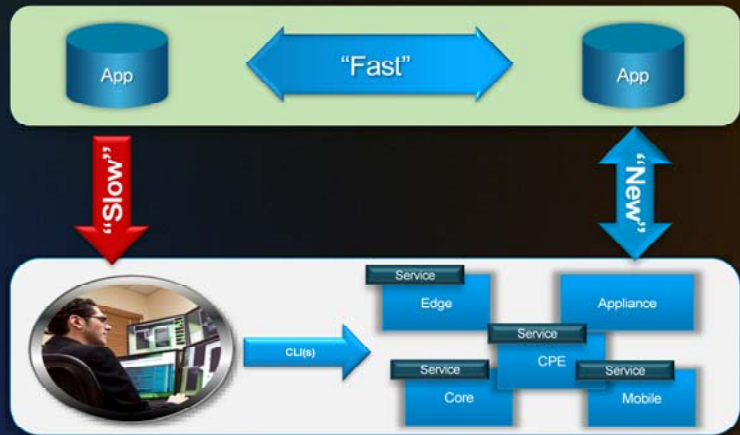 App
“Fast”
App
“Slow”
“New”
Service
Edge
Appliance
Service
CPE
CLI(s)
Service
Core
Service
Mobile